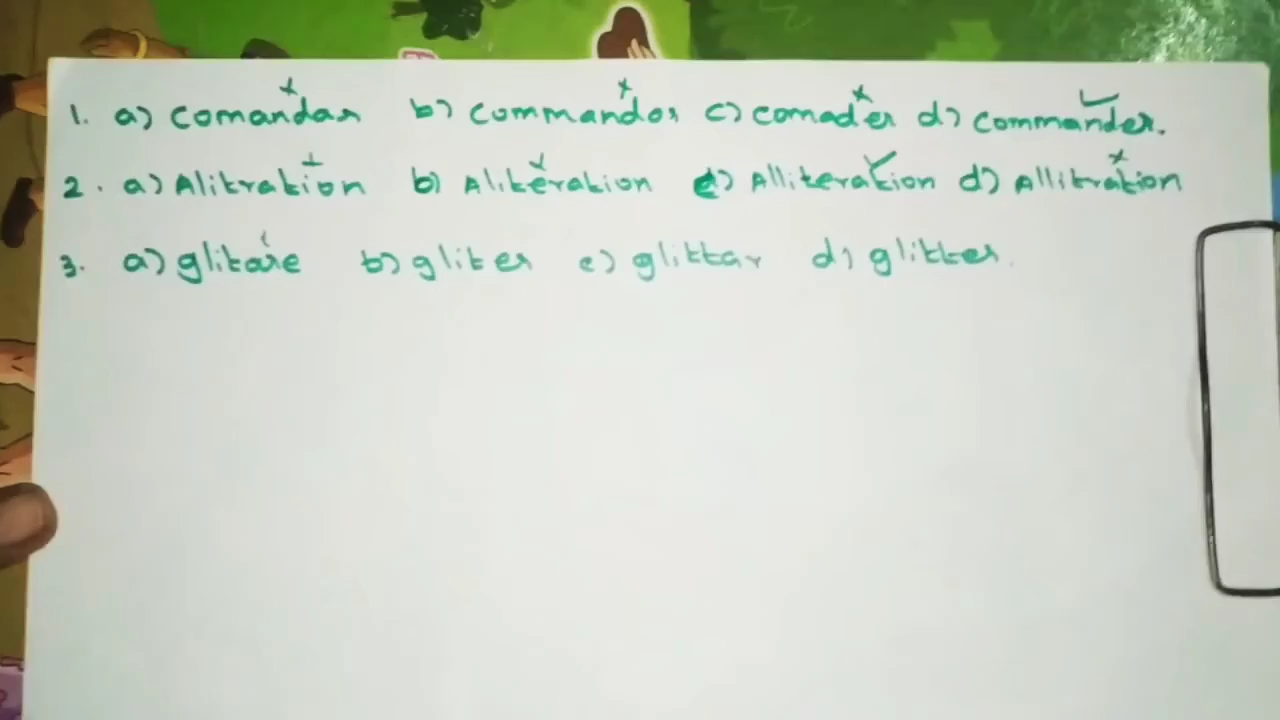 1. a) comandar b) commandor c) comader d) commander.
2. a) Alitration b) Aliteration c) Alliteration d) Allitration
3. a) glitare b) gliter c) glittar d) glitter.